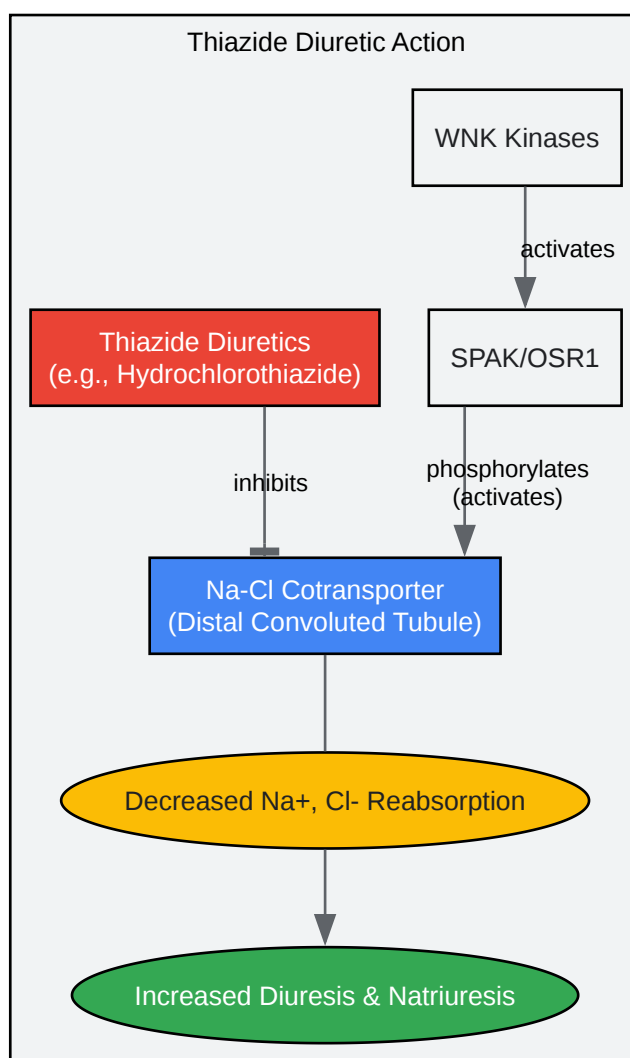 Thiazide Diuretic Action
WNK Kinases
activates
Thiazide Diuretics
(e.g., Hydrochlorothiazide)
SPAK/OSR1
inhibits
phosphorylates
(activates)
Na-Cl Cotransporter
(Distal Convoluted Tubule)
Decreased Na+, Cl- Reabsorption
Increased Diuresis & Natriuresis